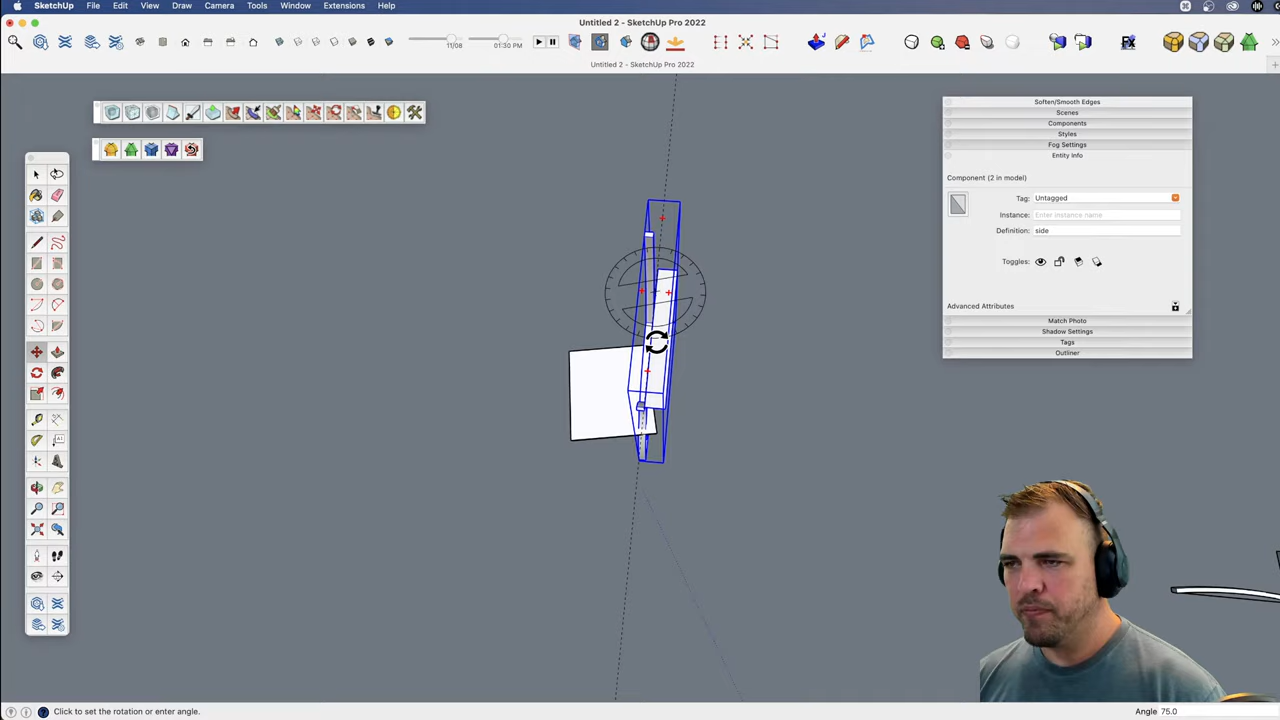 SketchUp File Edit View Draw Camera Tools Window Extensions Help
Untitled 2 - SketchUp Pro 2022
11/08 01:30 PM
Untitled 2 - SketchUp Pro 2022
Soften/Smooth Edges
Scenes
Components
Styles
Fog Settings
Entity Info
Component (2 in model)
Tag: Untagged
Instance: Enter instance name
Definition: side
Toggles:
Advanced Attributes
Match Photo
Shadow Settings
Tags
Outliner
Click to set the rotation or enter angle.
Angle 75.0